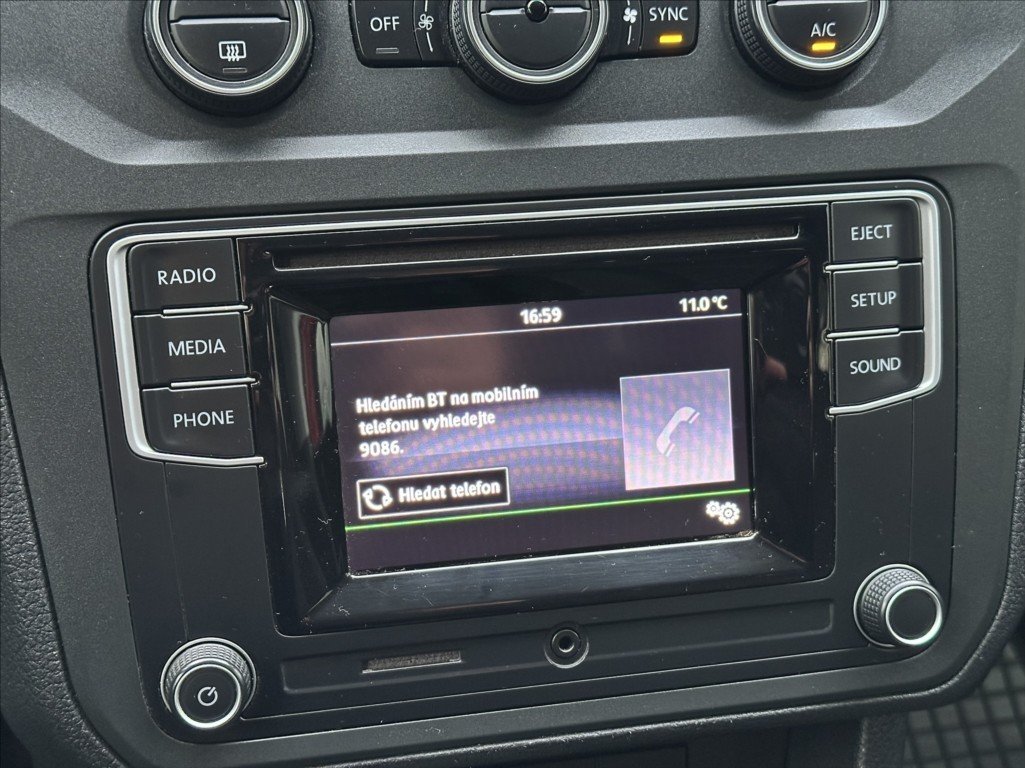 OFF
SYNC
A/C
RADIO
MEDIA
PHONE
EJECT
SETUP
SOUND
16:59
11.0 °C
Hledáním BT na mobilním
telefonu vyhledejte
9086.
Hledat telefon